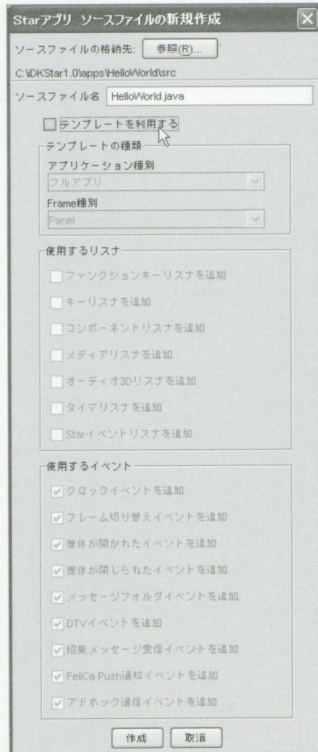 Starアプリ ソースファイルの新規作成
ソースファイルの格納先:
参照(R)...
C:\DKStar1.0\apps\HelloWorld\src
ソースファイル名 HelloWorld.java
テンプレートを利用する
テンプレートの種類
アプリケーション種別
フルアプリ
Frame種別
Panel
使用するリスナ
ファンクションキーリスナを追加
キーリスナを追加
コンポーネントリスナを追加
メディアリスナを追加
オーディオ3Dリスナを追加
タイマリスナを追加
Starイベントリスナを追加
使用するイベント
クロックイベントを追加
フレーム切り替えイベントを追加
筐体が開かれたイベントを追加
筐体が閉じられたイベントを追加
メッセージフォルダイベントを追加
DTVイベントを追加
招集メッセージ受信イベントを追加
FeliCa Push通知イベントを追加
アドホック通信イベントを追加
作成
取消